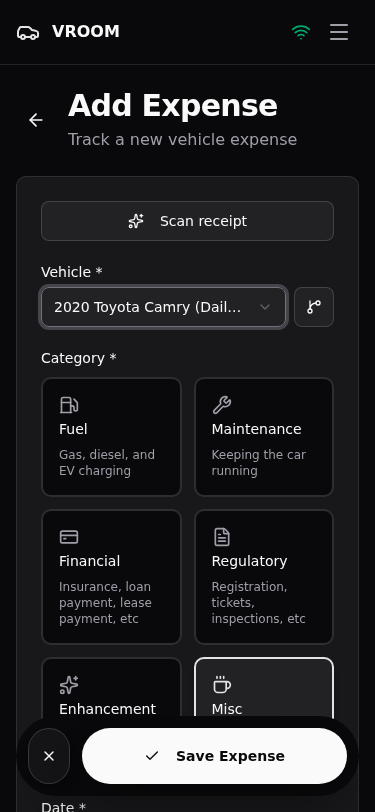 VROOM
Add Expense
Track a new vehicle expense
Scan receipt
Vehicle *
2020 Toyota Camry (Dail...
Category *
Fuel
Gas, diesel, and
EV charging
Maintenance
Keeping the car
running
Financial
Insurance, loan
payment, lease
payment, etc
Regulatory
Registration,
tickets,
inspections, etc
Enhancement
Misc
Save Expense
Date *